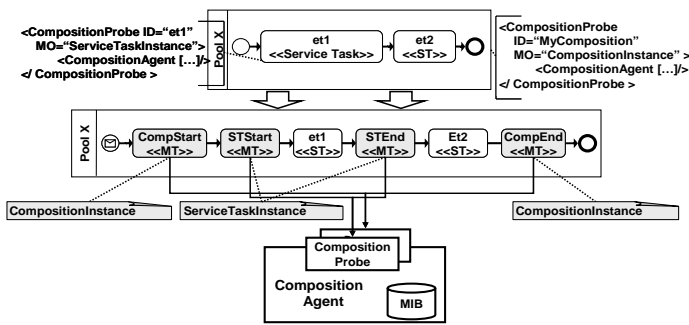 <CompositionProbe ID="et1"
MO="ServiceTaskInstance">
<CompositionAgent […]/>
</ CompositionProbe >
Pool X
et1
<<Service Task>>
et2
<<ST>>
<CompositionProbe
ID="MyComposition"
MO="CompositionInstance" >
<CompositionAgent […]/>
</ CompositionProbe >
Pool X
CompStart
<<MT>>
STStart
<<MT>>
et1
<<ST>>
STEnd
<<MT>>
Et2
<<ST>>
CompEnd
<<MT>>
CompositionInstance
ServiceTaskInstance
CompositionInstance
Composition
Probe
Composition
Agent
MIB